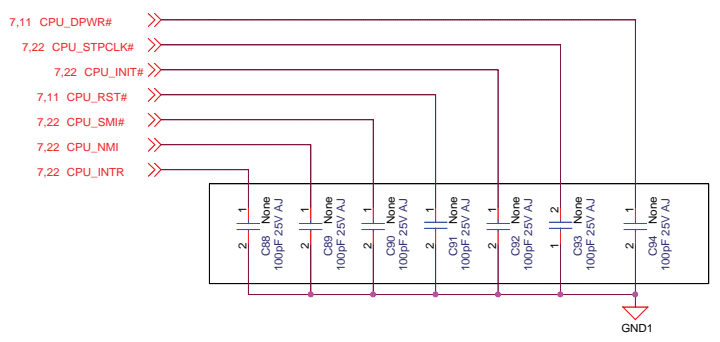 7,11 CPU_DPWR#
7,22 CPU_STPCLK#
7,22 CPU_INIT#
7,11 CPU_RST#
7,22 CPU_SMI#
7,22 CPU_NMI
7,22 CPU_INTR
1 None
2 C88
100pF 25V AJ
1 None
2 C89
100pF 25V AJ
1 None
2 C90
100pF 25V AJ
1 None
2 C91
100pF 25V AJ
1 None
2 C92
100pF 25V AJ
2 None
1 C93
100pF 25V AJ
1 None
2 C94
100pF 25V AJ
GND1